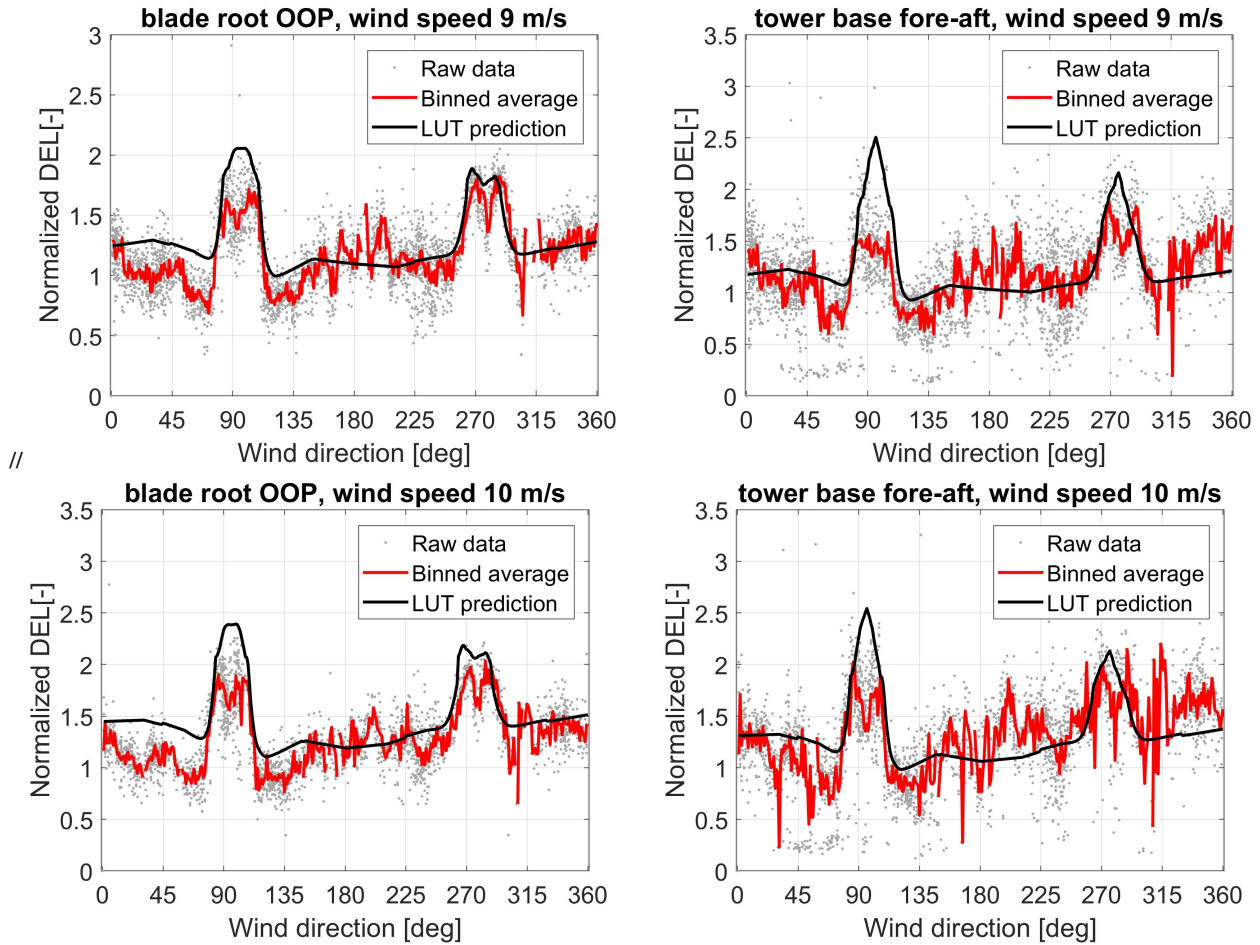 blade root OOP, wind speed 9 m/s
3
2.5
2
1.5
1
0.5
0
Normalized DEL[-]
Raw data
Binned average
LUT prediction
0 45 90 135 180 225 270 315 360
Wind direction [deg]
tower base fore-aft, wind speed 9 m/s
3.5
3
2.5
2
1.5
1
0.5
0
Normalized DEL[-]
Raw data
Binned average
LUT prediction
0 45 90 135 180 225 270 315 360
Wind direction [deg]
//
blade root OOP, wind speed 10 m/s
3.5
3
2.5
2
1.5
1
0.5
0
Normalized DEL[-]
Raw data
Binned average
LUT prediction
0 45 90 135 180 225 270 315 360
Wind direction [deg]
tower base fore-aft, wind speed 10 m/s
3.5
3
2.5
2
1.5
1
0.5
0
Normalized DEL[-]
Raw data
Binned average
LUT prediction
0 45 90 135 180 225 270 315 360
Wind direction [deg]